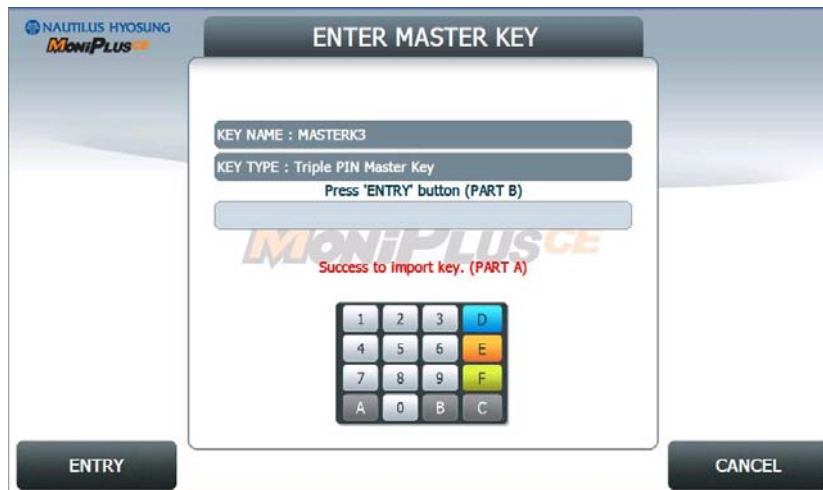 NAUTILUS HYOSUNG
MONIPLUSCE
ENTER MASTER KEY
KEY NAME : MASTERK3
KEY TYPE : Triple PIN Master Key
Press 'ENTRY' button (PART B)
MONIPLUSCE
Success to import key. (PART A)
1 2 3 D
4 5 6 E
7 8 9 F
A 0 B C
ENTRY
CANCEL